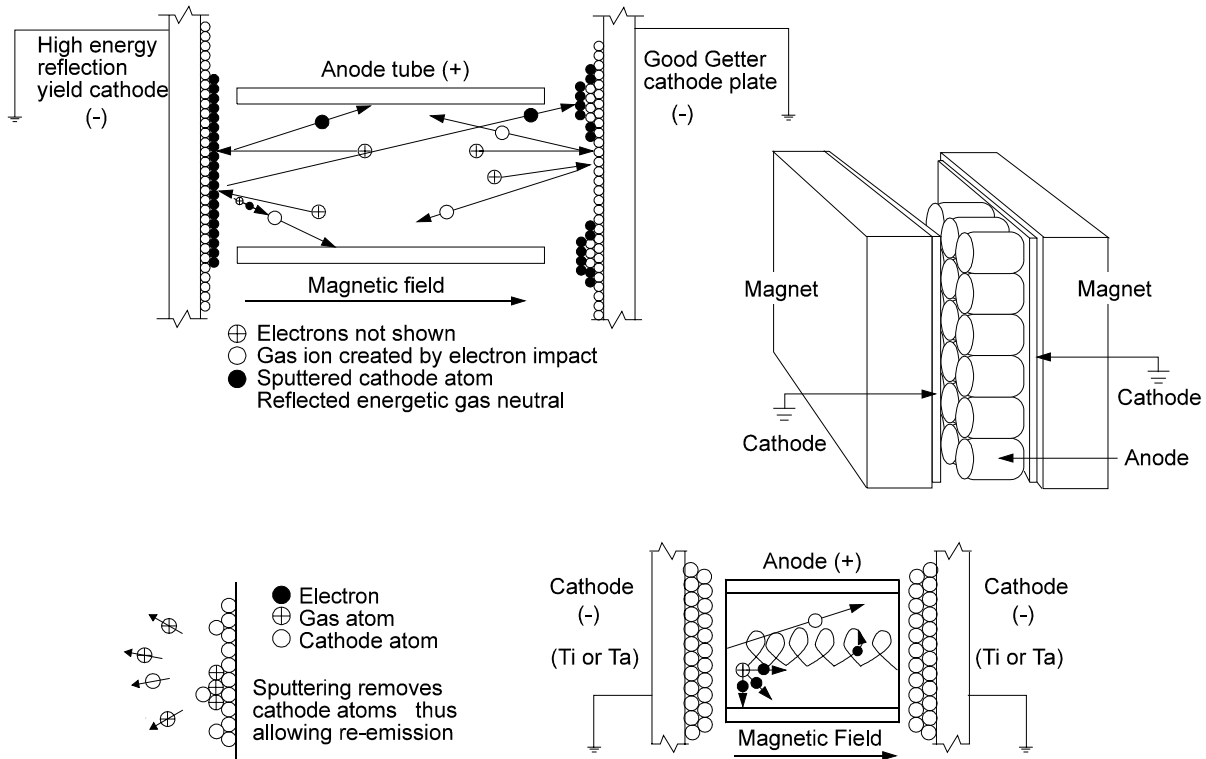 High energy
reflection
yield cathode
(-)
Anode tube (+)
Good Getter
cathode plate
(-)
Magnetic field
Electrons not shown
Gas ion created by electron impact
Sputtered cathode atom
Reflected energetic gas neutral
Magnet
Magnet
Cathode
Cathode
Anode
Electron
Gas atom
Cathode atom
Sputtering removes
cathode atoms thus
allowing re-emission
Cathode
(-)
(Ti or Ta)
Anode (+)
Magnetic Field
Cathode
(-)
(Ti or Ta)